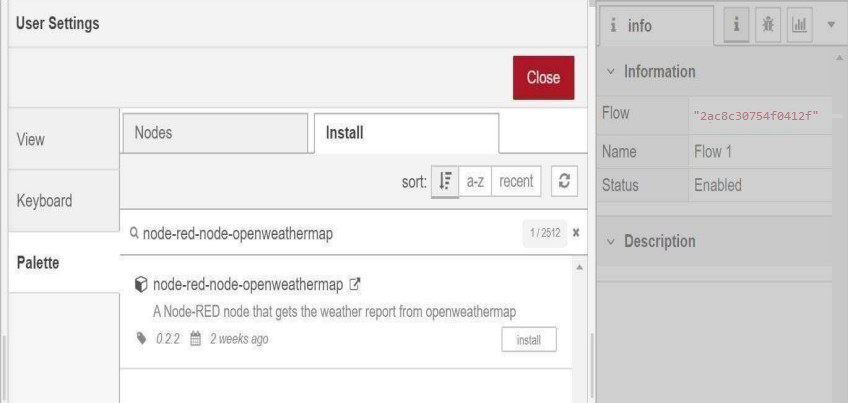 User Settings
Close
View
Keyboard
Palette
Nodes
Install
sort:
a-z
recent
node-red-node-openweathermap
1 / 2512
node-red-node-openweathermap
A Node-RED node that gets the weather report from openweathermap
0.2.2
2 weeks ago
install
i info
i
Information
Flow "2ac8c30754f0412f"
Name Flow 1
Status Enabled
Description